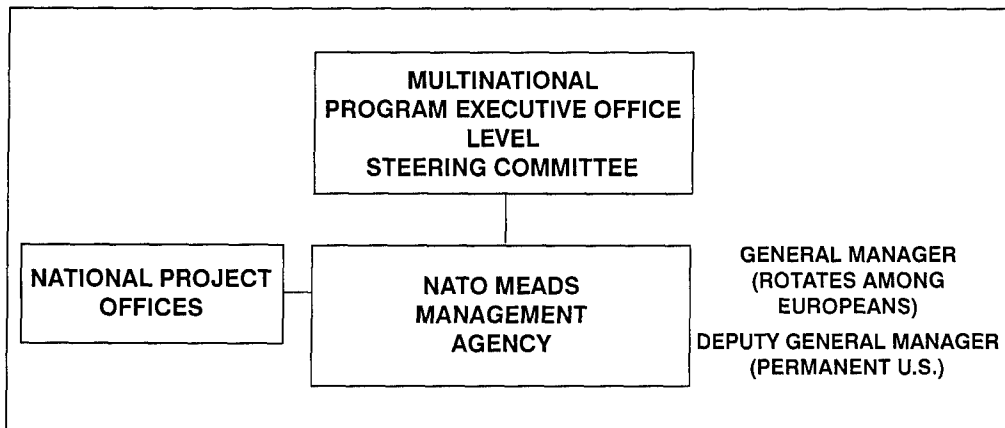 MULTINATIONAL
PROGRAM EXECUTIVE OFFICE
LEVEL
STEERING COMMITTEE
NATIONAL PROJECT
OFFICES
NATO MEADS
MANAGEMENT
AGENCY
GENERAL MANAGER
(ROTATES AMONG
EUROPEANS)
DEPUTY GENERAL MANAGER
(PERMANENT U.S.)